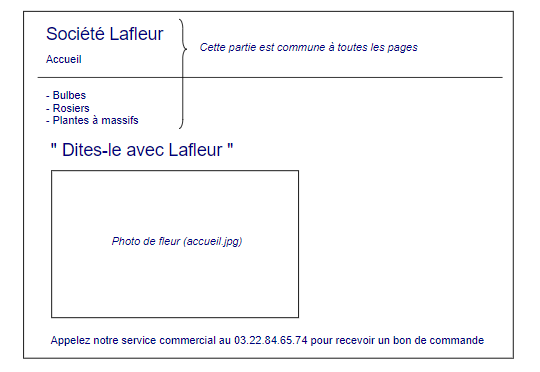 Société Lafleur
Cette partie est commune à toutes les pages
Accueil
- Bulbes
- Rosiers
- Plantes à massifs
" Dites-le avec Lafleur "
Photo de fleur (accueil.jpg)
Appelez notre service commercial au 03.22.84.65.74 pour recevoir un bon de commande